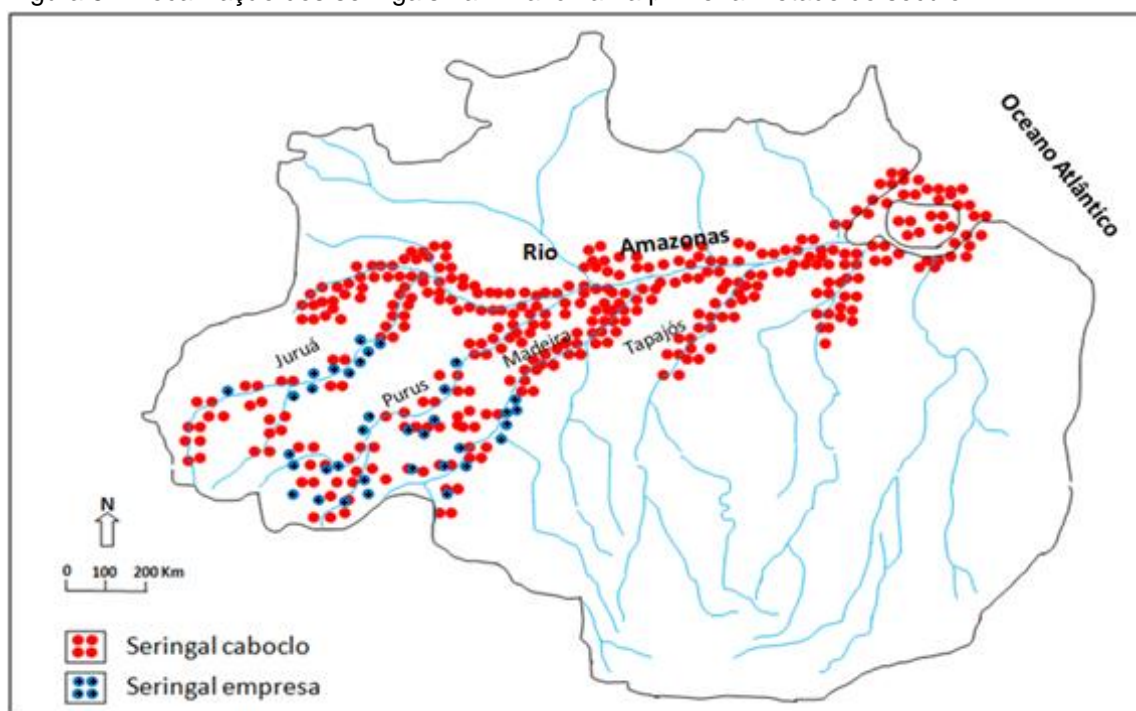 Oceano Atlântico
Rio Amazonas
Juruá
Purus
Madeira
Tapajós
N
0 100 200 Km
Seringal caboclo
Seringal empresa